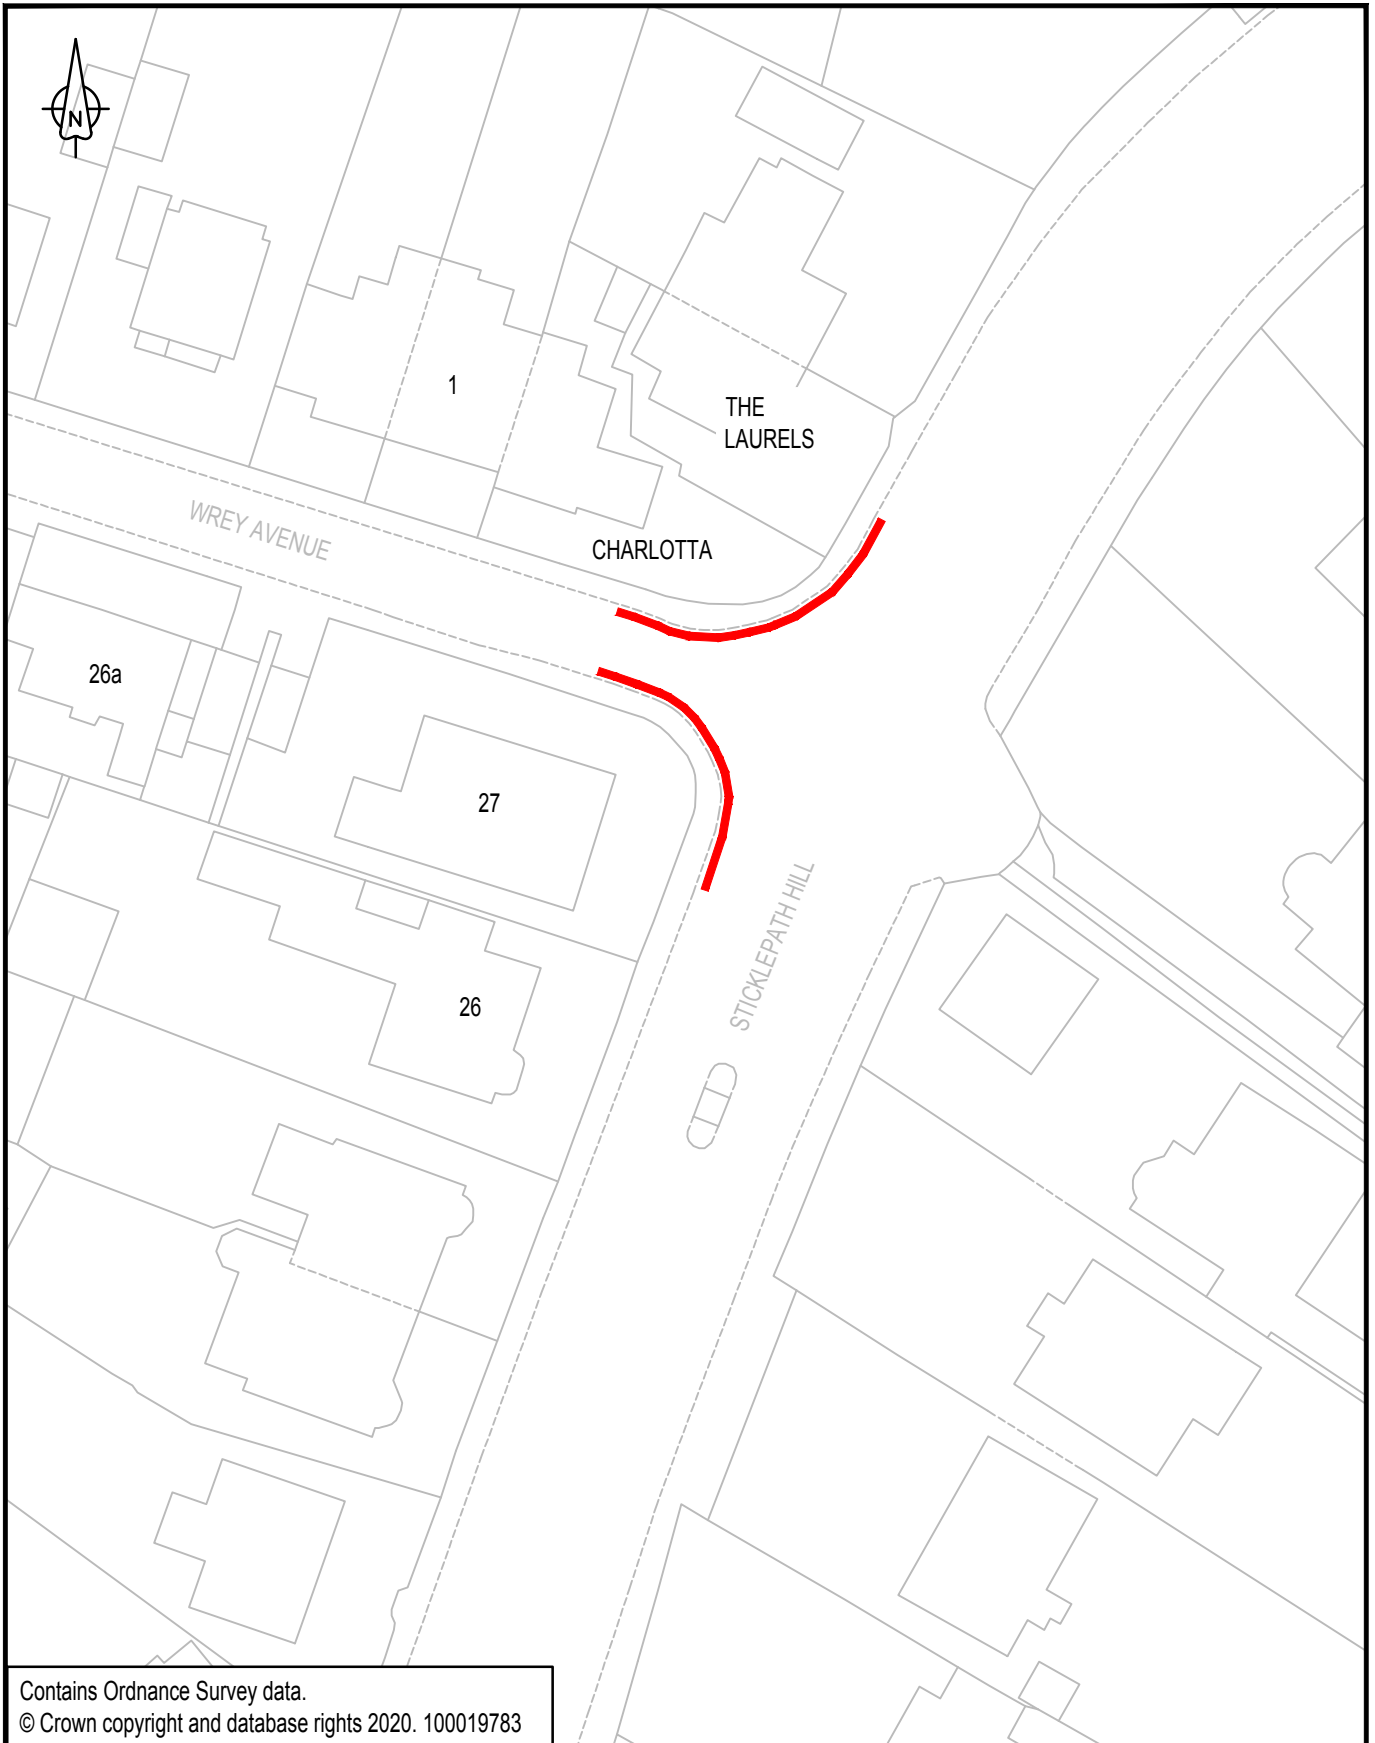 N
1
THE
LAURELS
WREY AVENUE
CHARLOTTA
26a
27
STICKLEPATH HILL
26
Contains Ordnance Survey data.
© Crown copyright and database rights 2020. 100019783